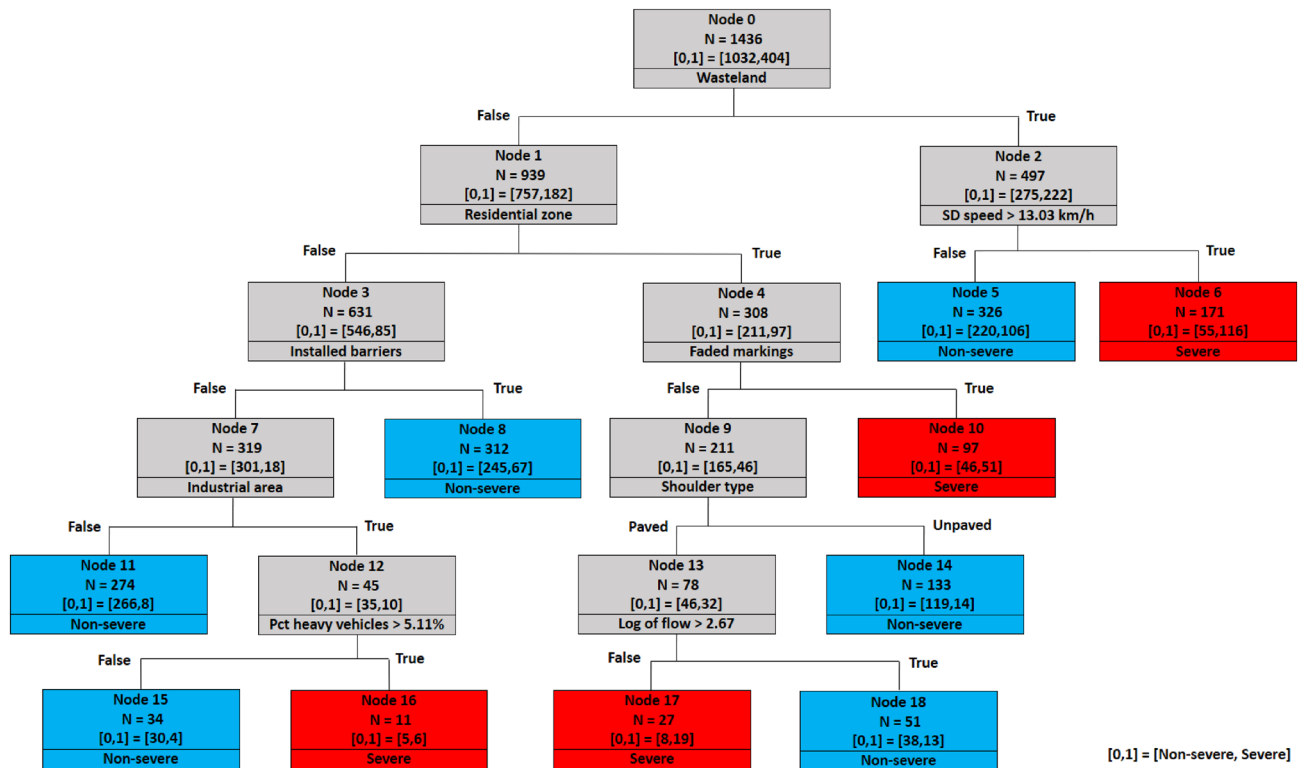 Node 0
N = 1436
[0,1] = [1032,404]
Wasteland
False
True
Node 1
N = 939
[0,1] = [757,182]
Residential zone
Node 2
N = 497
[0,1] = [275,222]
SD speed > 13.03 km/h
False
True
False
True
Node 3
N = 631
[0,1] = [546,85]
Installed barriers
Node 4
N = 308
[0,1] = [211,97]
Faded markings
Node 5
N = 326
[0,1] = [220,106]
Non-severe
Node 6
N = 171
[0,1] = [55,116]
Severe
False
True
False
True
Node 7
N = 319
[0,1] = [301,18]
Industrial area
Node 8
N = 312
[0,1] = [245,67]
Non-severe
Node 9
N = 211
[0,1] = [165,46]
Shoulder type
Node 10
N = 97
[0,1] = [46,51]
Severe
False
True
Paved
Unpaved
Node 11
N = 274
[0,1] = [266,8]
Non-severe
Node 12
N = 45
[0,1] = [35,10]
Pct heavy vehicles > 5.11%
Node 13
N = 78
[0,1] = [46,32]
Log of flow > 2.67
Node 14
N = 133
[0,1] = [119,14]
Non-severe
False
True
False
True
Node 15
N = 34
[0,1] = [30,4]
Non-severe
Node 16
N = 11
[0,1] = [5,6]
Severe
Node 17
N = 27
[0,1] = [8,19]
Severe
Node 18
N = 51
[0,1] = [38,13]
Non-severe
[0,1] = [Non-severe, Severe]